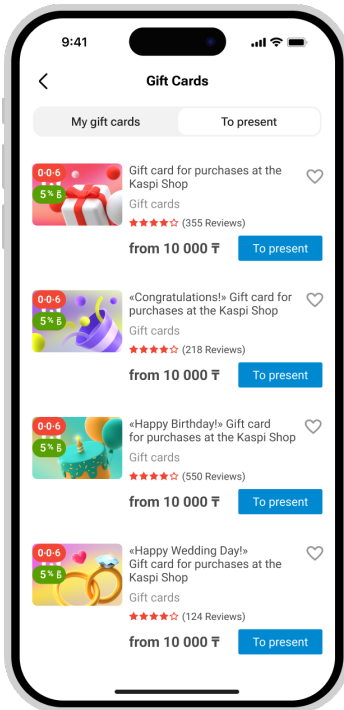 9:41
Gift Cards
My gift cards
To present
0·0·6
5% Б
Gift card for purchases at the
Kaspi Shop
Gift cards
(355 Reviews)
from 10 000 ₸
To present
0·0·6
5% Б
«Congratulations!» Gift card for
purchases at the Kaspi Shop
Gift cards
(218 Reviews)
from 10 000 ₸
To present
0·0·6
5% Б
«Happy Birthday!» Gift card
for purchases at the Kaspi Shop
Gift cards
(550 Reviews)
from 10 000 ₸
To present
0·0·6
5% Б
«Happy Wedding Day!»
Gift card for purchases at the
Kaspi Shop
Gift cards
(124 Reviews)
from 10 000 ₸
To present